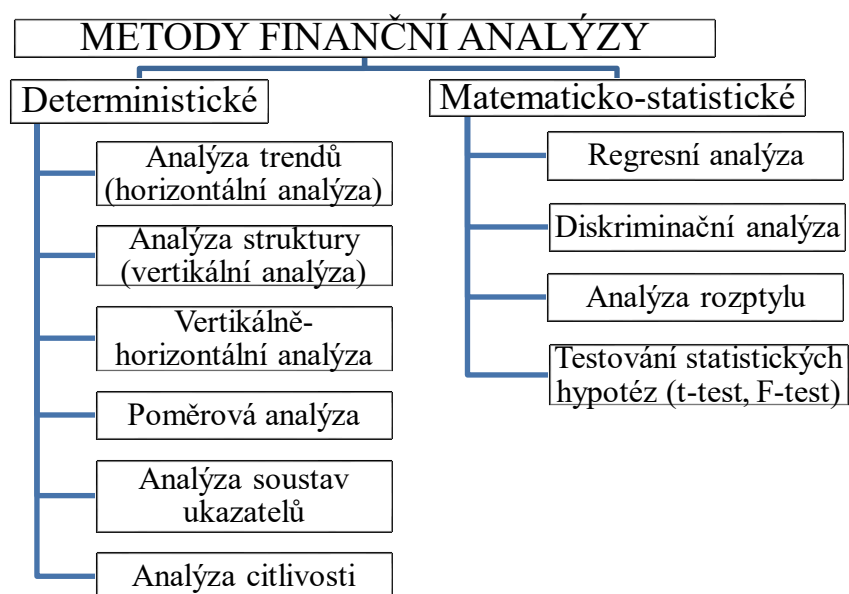 METODY FINANČNÍ ANALÝZY
Deterministické
Analýza trendů
(horizontální analýza)
Analýza struktury
(vertikální analýza)
Vertikálně-
horizontální analýza
Poměrová analýza
Analýza soustav
ukazatelů
Analýza citlivosti
Matematicko-statistické
Regresní analýza
Diskriminační analýza
Analýza rozptylu
Testování statistických
hypotéz (t-test, F-test)